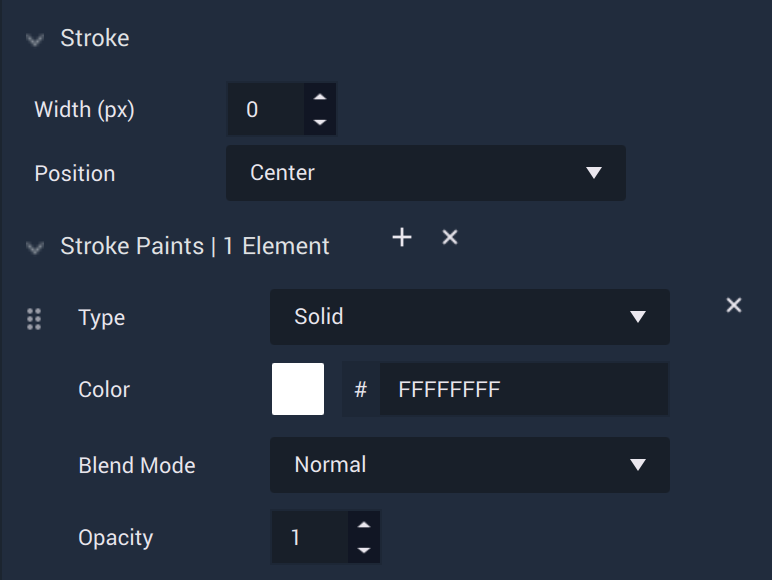 Stroke
Width (px) 0
Position Center
Stroke Paints | 1 Element
Type Solid
Color # FFFFFFFF
Blend Mode Normal
Opacity 1